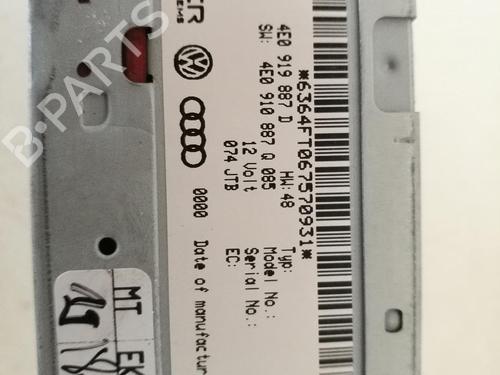 *6364FT067570931*
4E0 919 887 D HW: 48
SW: 4E0 910 887 Q 085
12 Volt
074 JTB
0000
Typ:
Model No.:
Serial No.:
EC:
Date of manufactur
MT EK
B-PARTS